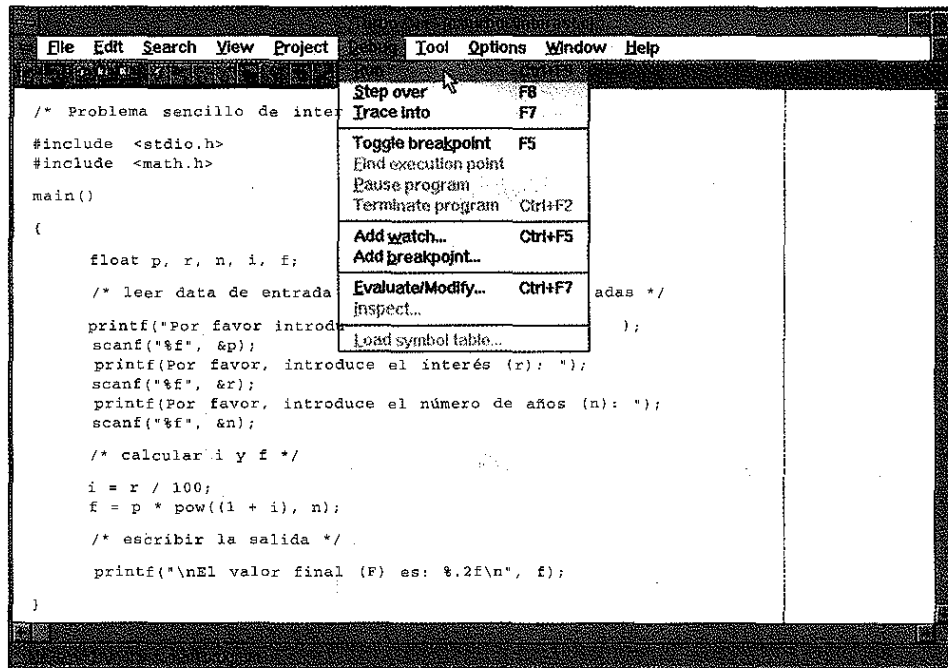 File Edit Search View Project Debug Tool Options Window Help
Run Ctrl+F9
Step over F8
Trace into F7
Toggle breakpoint F5
Find execution point
Pause program
Terminate program Ctrl+F2
Add watch... Ctrl+F5
Add breakpoint...
Evaluate/Modify... Ctrl+F7
Inspect...
Load symbol table...
/* Problema sencillo de inter
#include <stdio.h>
#include <math.h>
main()
{
float p, r, n, i, f;
/* leer data de entrada adas */
printf("Por favor introdu );
scanf("%f", &p);
printf(Por favor, introduce el interés (r): ");
scanf("%f", &r);
printf(Por favor, introduce el número de años (n): ");
scanf("%f", &n);
/* calcular i y f */
i = r / 100;
f = p * pow((1 + i), n);
/* escribir la salida */
printf("\nEl valor final (F) es: %.2f\n", f);
}